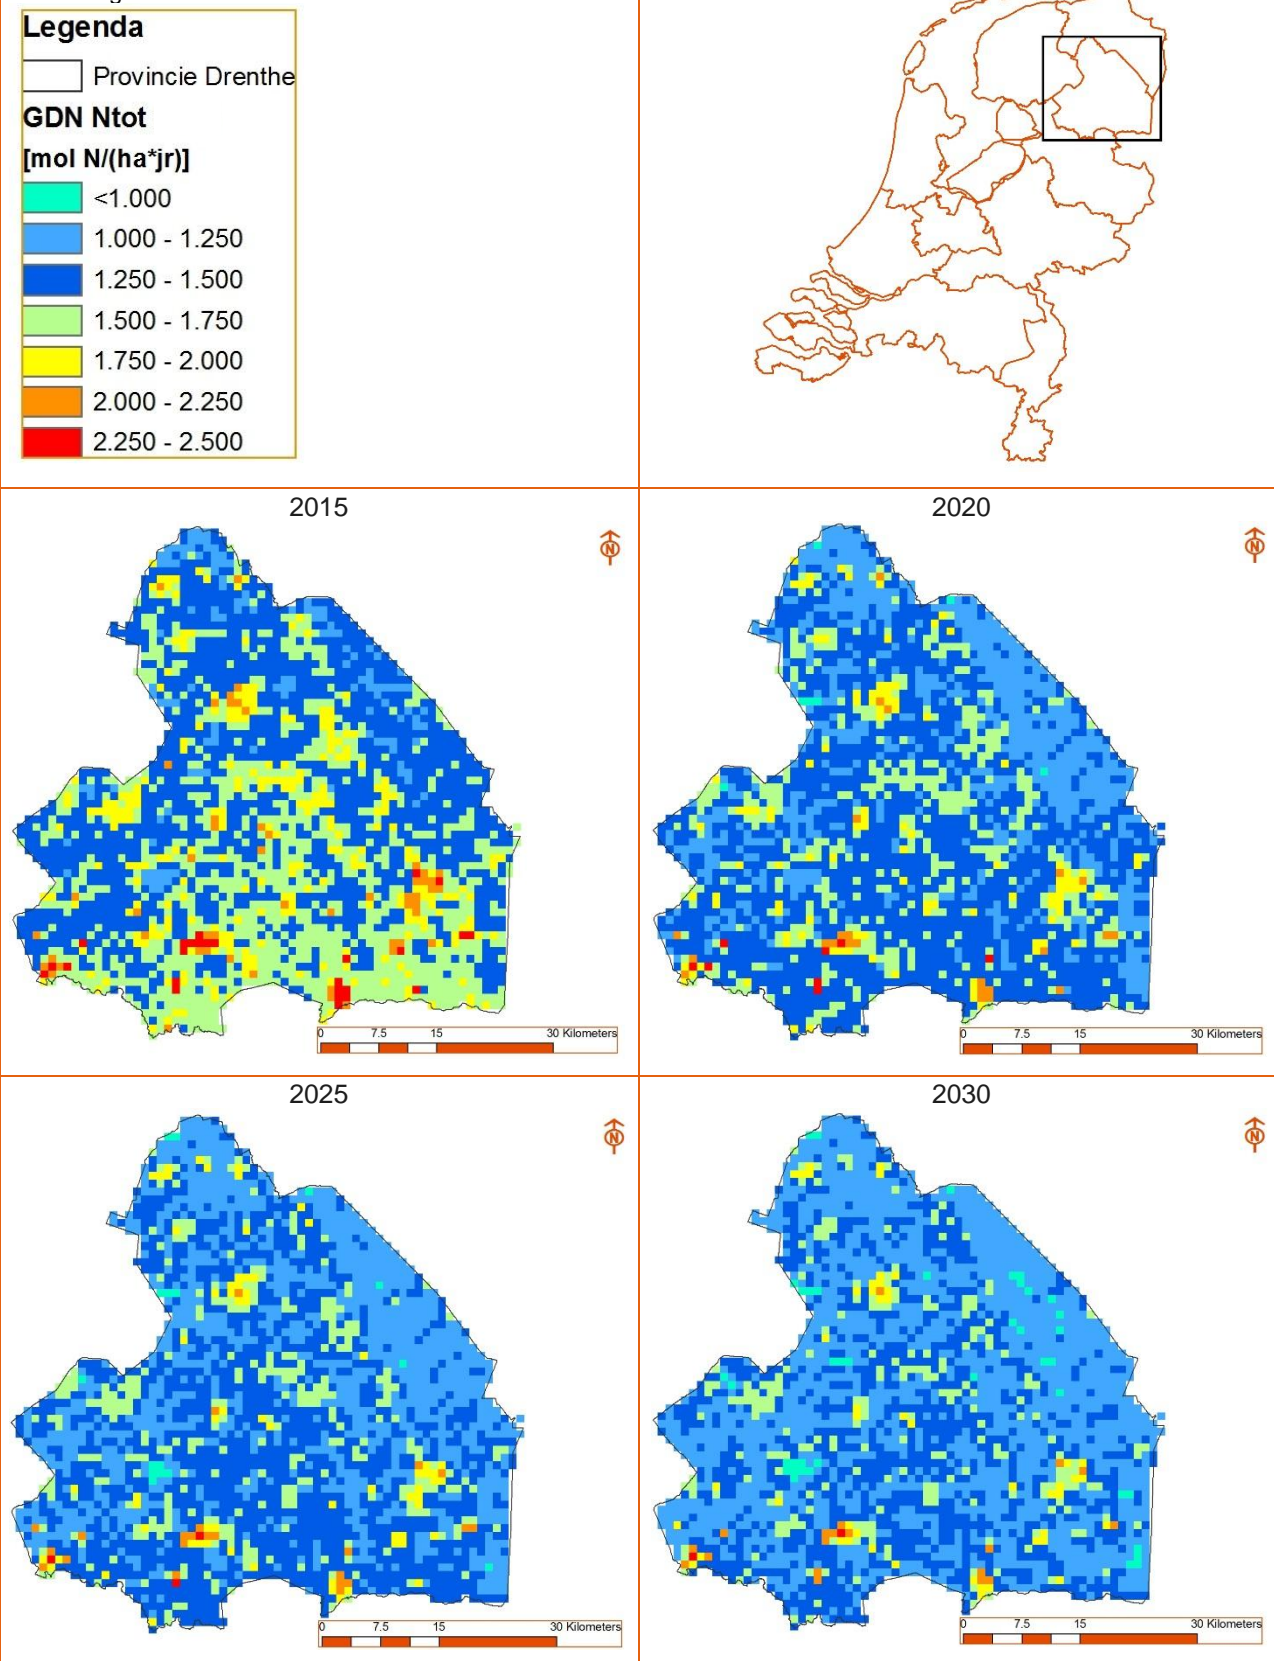 Legenda
Provincie Drenthe
GDN Ntot
[mol N/(ha*jr)]
<1.000
1.000 - 1.250
1.250 - 1.500
1.500 - 1.750
1.750 - 2.000
2.000 - 2.250
2.250 - 2.500
2015
N
0 7.5 15 30 Kilometers
2020
N
0 7.5 15 30 Kilometers
2025
N
0 7.5 15 30 Kilometers
2030
N
0 7.5 15 30 Kilometers